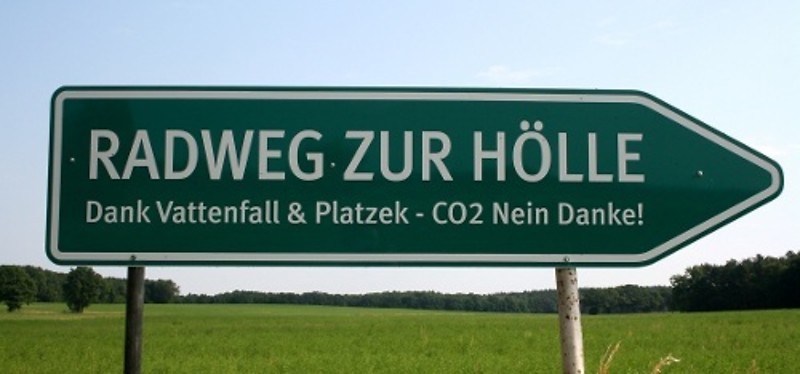 RADWEG ZUR HÖLLE
Dank Vattenfall & Platzek - CO2 Nein Danke!